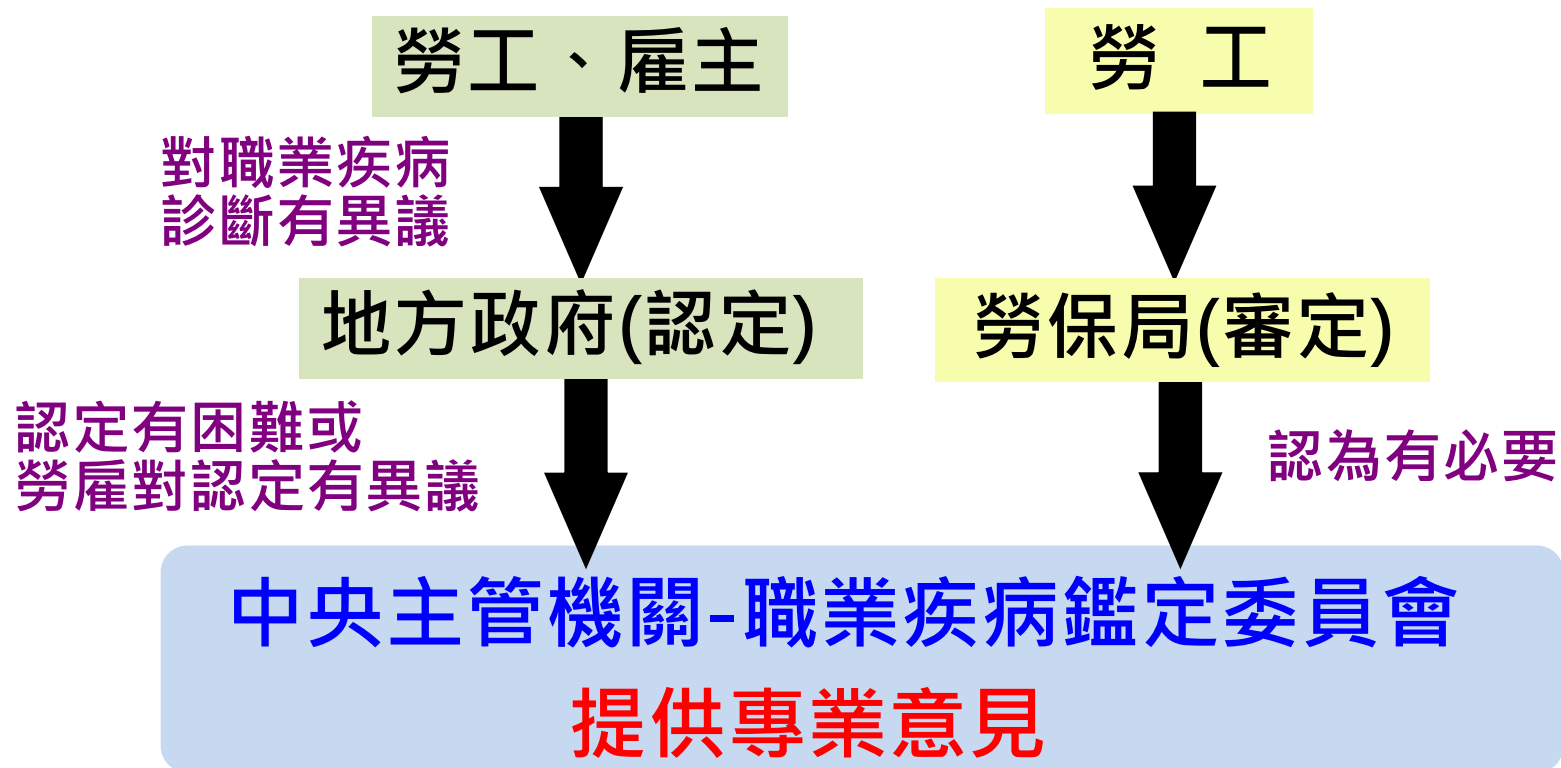 勞工、雇主
勞 工
對職業疾病
診斷有異議
地方政府(認定)
勞保局(審定)
認定有困難或
勞雇對認定有異議
認為有必要
中央主管機關-職業疾病鑑定委員會
提供專業意見